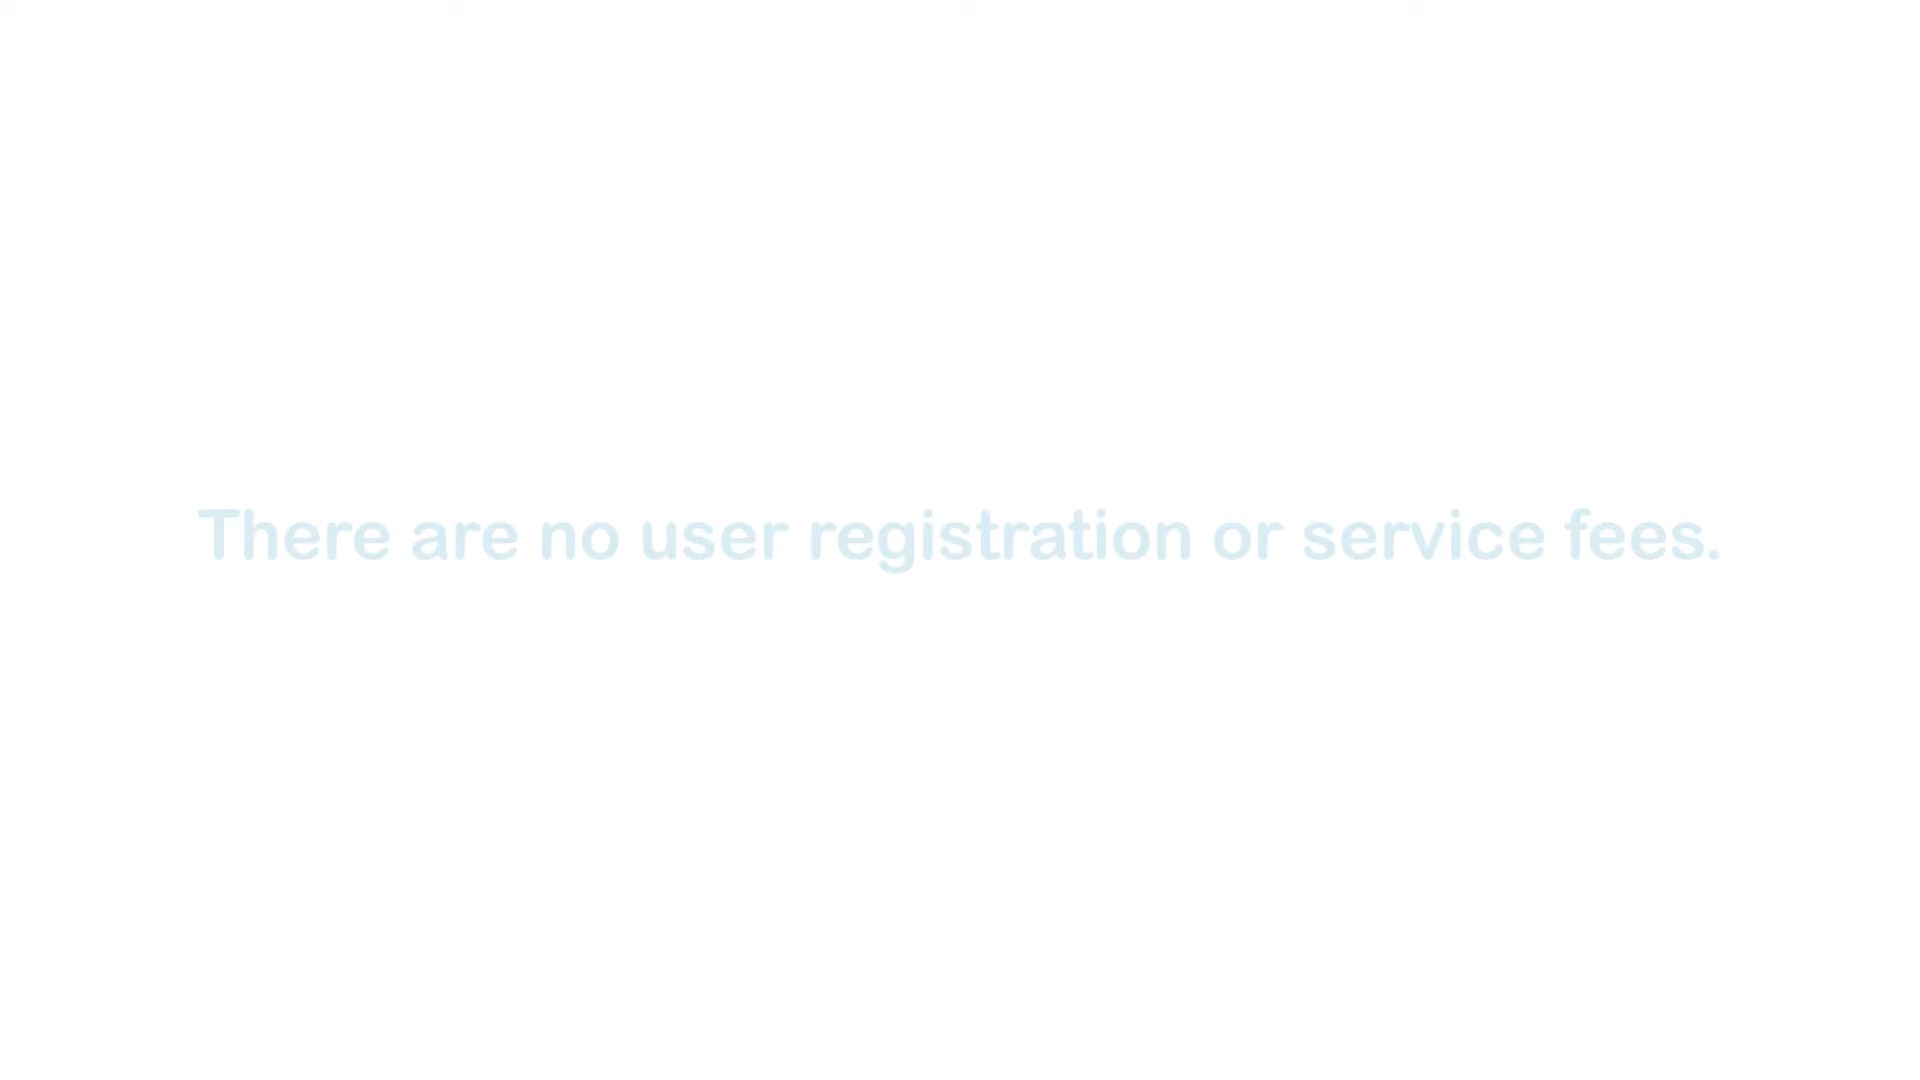 There are no user registration or service fees.